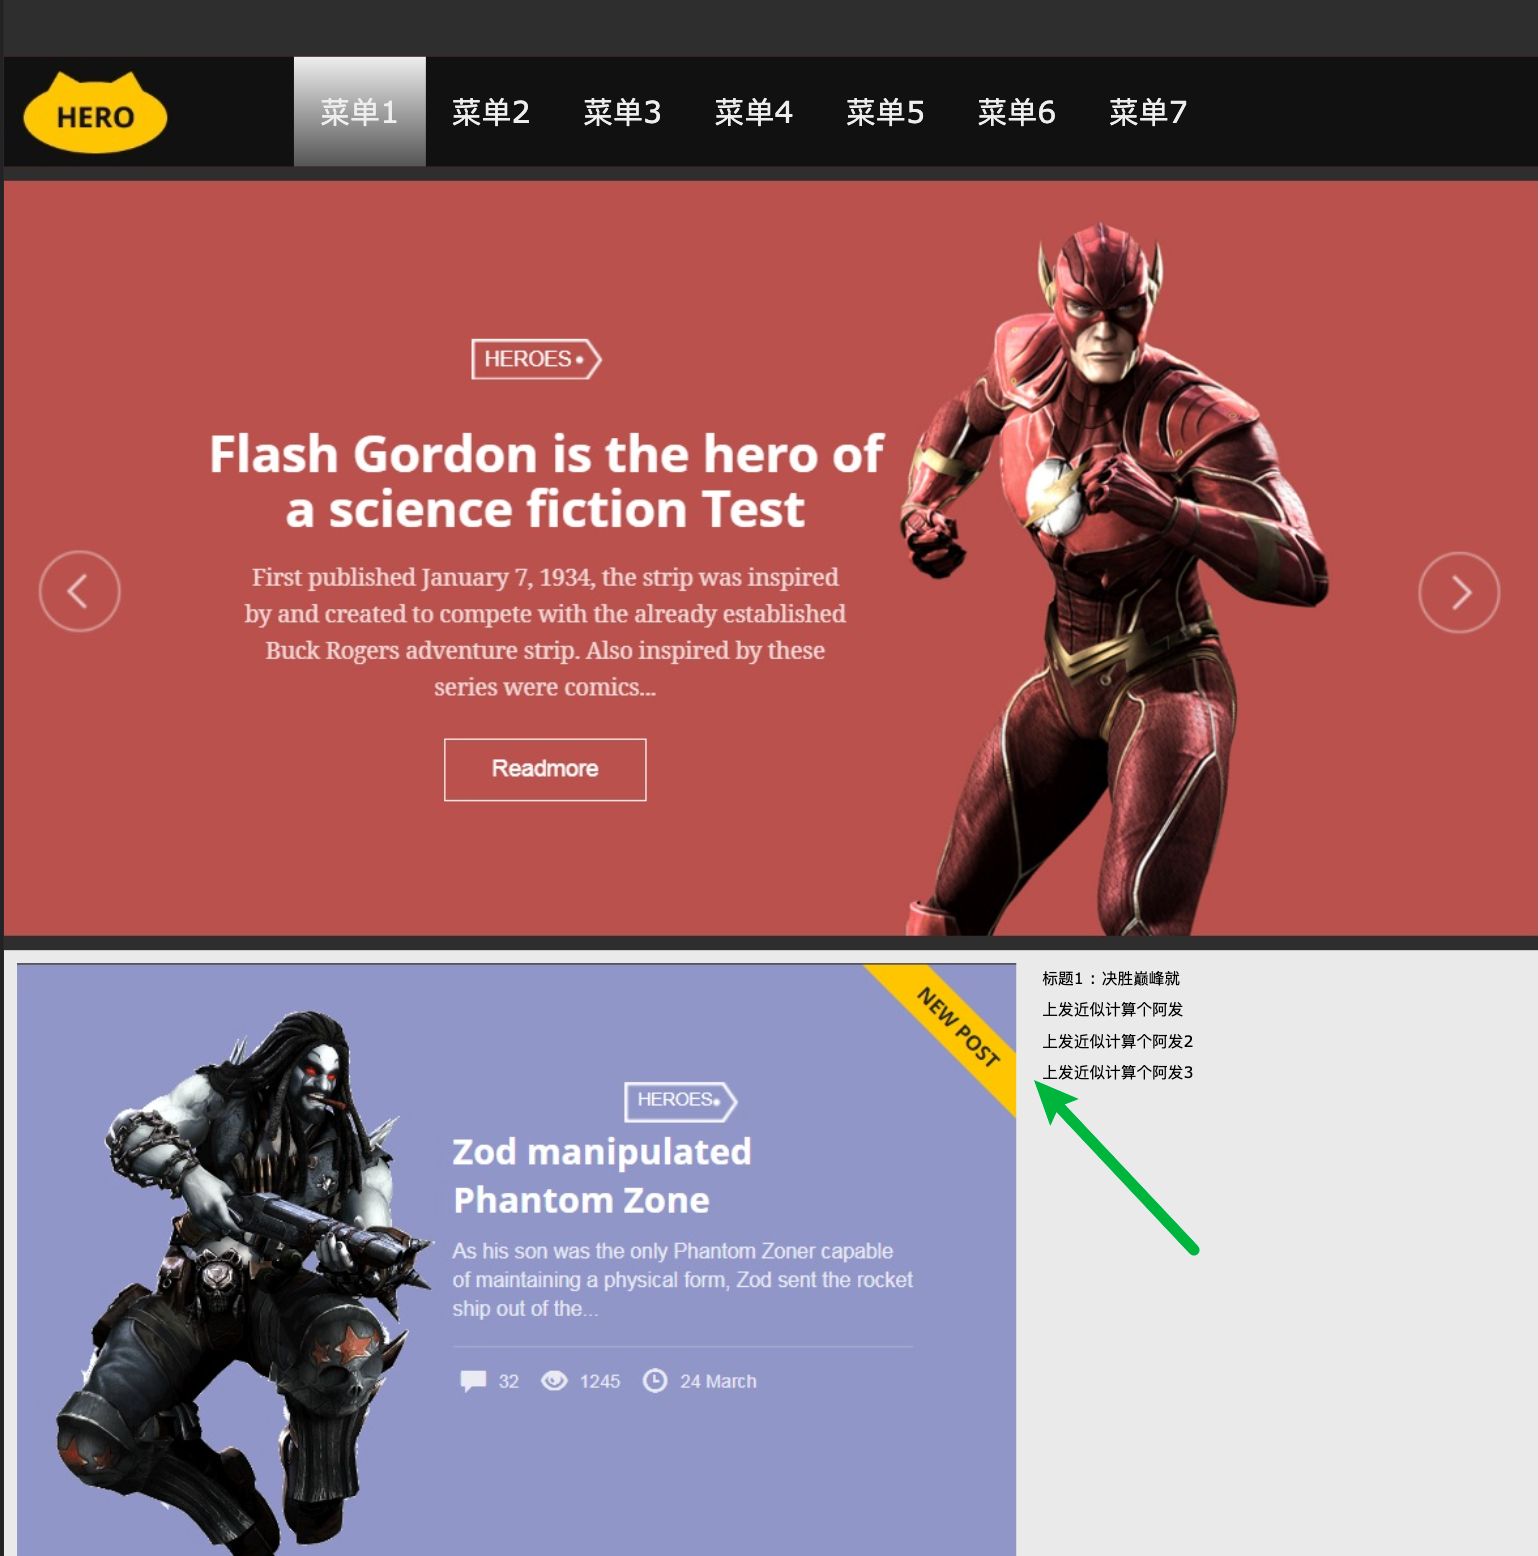 HERO
菜单1 菜单2 菜单3 菜单4 菜单5 菜单6 菜单7
HEROES
Flash Gordon is the hero of
a science fiction Test
First published January 7, 1934, the strip was inspired
by and created to compete with the already established
Buck Rogers adventure strip. Also inspired by these
series were comics...
Readmore
NEW POST
HEROES
Zod manipulated
Phantom Zone
As his son was the only Phantom Zoner capable
of maintaining a physical form, Zod sent the rocket
ship out of the...
32 1245 24 March
标题1：决胜巅峰就
上发近似计算个阿发
上发近似计算个阿发2
上发近似计算个阿发3